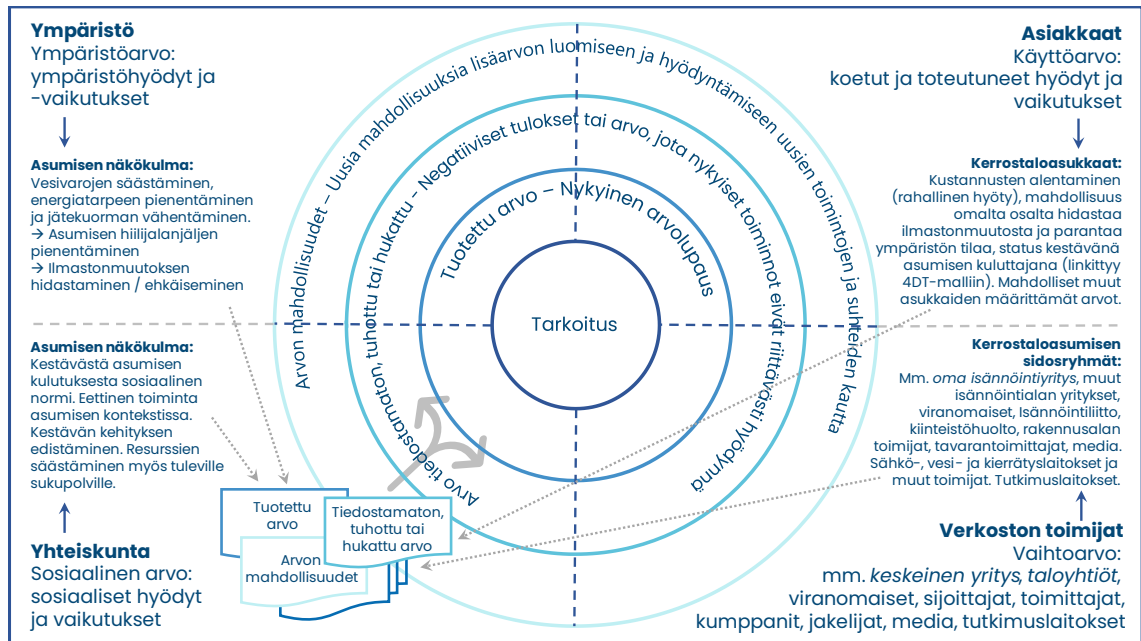 Ympäristö
Ympäristöarvo:
ympäristöhyödyt ja
-vaikutukset
Asumisen näkökulma:
Vesivarojen säästäminen,
energiatarpeen pienentäminen
ja jätekuorman vähentäminen.
→ Asumisen hiilijalanjäljen
pienentäminen
→ Ilmastonmuutoksen
hidastaminen / ehkäiseminen
Asiakkaat
Käyttöarvo:
koetut ja toteutuneet hyödyt ja
vaikutukset
Kerrostaloasukkaat:
Kustannusten alentaminen
(rahallinen hyöty), mahdollisuus
omalta osalta hidastaa
ilmastonmuutosta ja parantaa
ympäristön tilaa, status kestävänä
asumisen kuluttajana (linkittyy
4DT-malliin). Mahdolliset muut
asukkaiden määrittämät arvot.
Arvon mahdollisuudet – Uusia mahdollisuuksia lisäarvon luomiseen ja hyödyntämiseen uusien toimintojen ja suhteiden kautta
Arvo tiedostamaton, tuhottu tai hukattu - Negatiiviset tulokset tai arvo, jota nykyiset toiminnot eivät riittävästi hyödynnä
Tuotettu arvo – Nykyinen arvolupaus
Tarkoitus
Asumisen näkökulma:
Kestävästä asumisen
kulutuksesta sosiaalinen
normi. Eettinen toiminta
asumisen kontekstissa.
Kestävän kehityksen
edistäminen. Resurssien
säästäminen myös tuleville
sukupolville.
Yhteiskunta
Sosiaalinen arvo:
sosiaaliset hyödyt
ja vaikutukset
Tuotettu
arvo
Tiedostamaton,
tuhottu tai
hukattu arvo
Arvon
mahdollisuudet
Kerrostaloasumisen
sidosryhmät:
Mm. oma isännöintiyritys, muut
isännöintialan yritykset,
viranomaiset, Isännöintiliitto,
kiinteistöhuolto, rakennusalan
toimijat, tavarantoimittajat, media.
Sähkö-, vesi- ja kierrätyslaitokset ja
muut toimijat. Tutkimuslaitokset.
Verkoston toimijat
Vaihtoarvo:
mm. keskeinen yritys, taloyhtiöt,
viranomaiset, sijoittajat, toimittajat,
kumppanit, jakelijat, media, tutkimuslaitokset